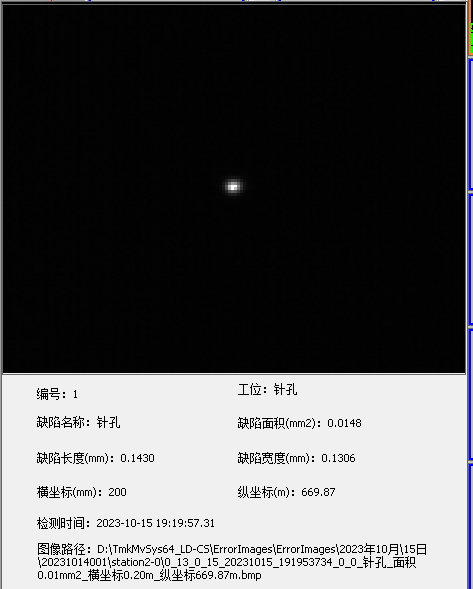 编号：1
工位：针孔
缺陷名称：针孔
缺陷面积(mm2)：0.0148
缺陷长度(mm)：0.1430
缺陷宽度(mm)：0.1306
横坐标(mm)：200
纵坐标(m)：669.87
检测时间：2023-10-15 19:19:57.31
图像路径：D:\TmkMvSys64_LD-CS\ErrorImages\ErrorImages\2023年10月\15日
\20231014001\station2-0\0_13_0_15_20231015_191953734_0_0_针孔_面积
0.01mm2_横坐标0.20m_纵坐标669.87m.bmp